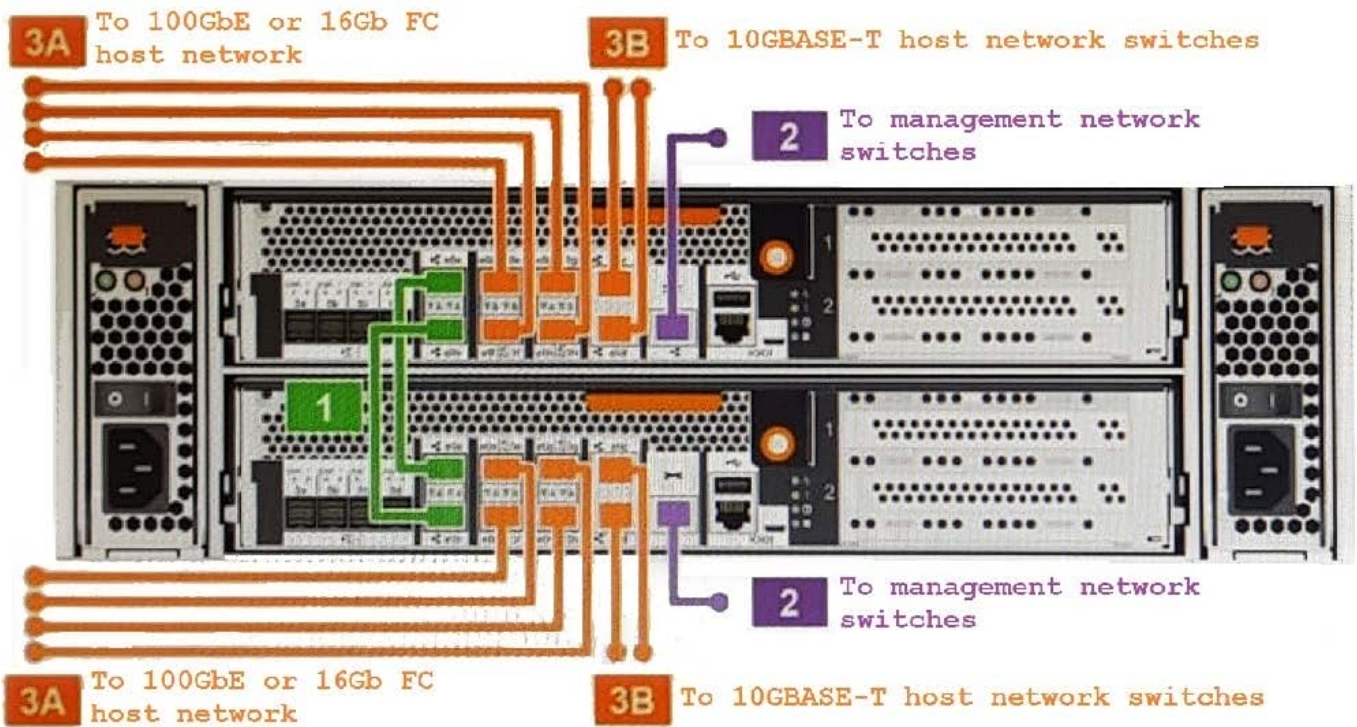 3A To 100GbE or 16Gb FC
host network
3B To 10GBASE-T host network switches
2 To management network
switches
1
2
1
1
2
2 To management network
switches
3A To 100GbE or 16Gb FC
host network
3B To 10GBASE-T host network switches